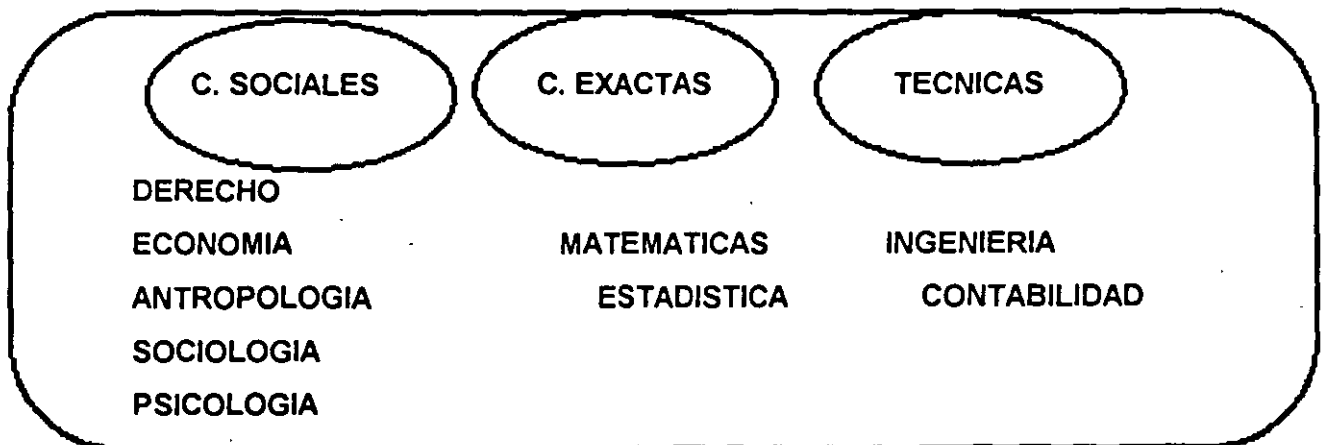 C. SOCIALES C. EXACTAS TECNICAS
DERECHO
ECONOMIA MATEMATICAS INGENIERIA
ANTROPOLOGIA ESTADISTICA CONTABILIDAD
SOCIOLOGIA
PSICOLOGIA